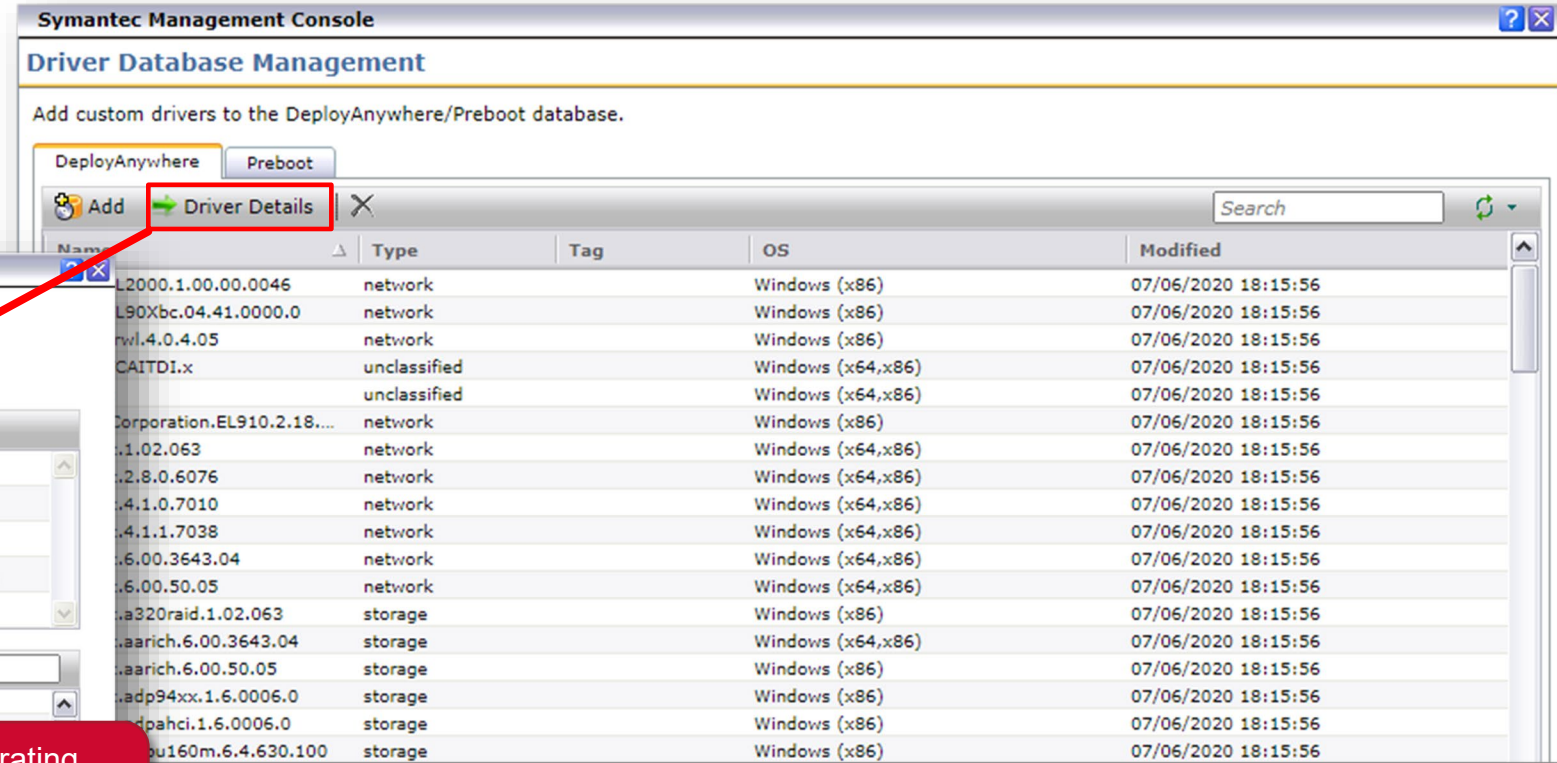 Symantec Management Console
Driver Database Management
Add custom drivers to the DeployAnywhere/Preboot database.
DeployAnywhere Preboot
Add Driver Details Search
Name Type Tag OS Modified
L2000.1.00.00.0046 network Windows (x86) 07/06/2020 18:15:56
L90Xbc.04.41.0000.0 network Windows (x86) 07/06/2020 18:15:56
rwl.4.0.4.05 network Windows (x86) 07/06/2020 18:15:56
CAITDI.x unclassified Windows (x64,x86) 07/06/2020 18:15:56
unclassified Windows (x64,x86) 07/06/2020 18:15:56
Corporation.EL910.2.18.... network Windows (x86) 07/06/2020 18:15:56
.1.02.063 network Windows (x64,x86) 07/06/2020 18:15:56
.2.8.0.6076 network Windows (x64,x86) 07/06/2020 18:15:56
.4.1.0.7010 network Windows (x64,x86) 07/06/2020 18:15:56
.4.1.1.7038 network Windows (x64,x86) 07/06/2020 18:15:56
.6.00.3643.04 network Windows (x64,x86) 07/06/2020 18:15:56
.6.00.50.05 network Windows (x64,x86) 07/06/2020 18:15:56
.a320raid.1.02.063 storage Windows (x86) 07/06/2020 18:15:56
.aarich.6.00.3643.04 storage Windows (x64,x86) 07/06/2020 18:15:56
.aarich.6.00.50.05 storage Windows (x86) 07/06/2020 18:15:56
.adp94xx.1.6.0006.0 storage Windows (x86) 07/06/2020 18:15:56
dpahci.1.6.0006.0 storage Windows (x86) 07/06/2020 18:15:56
u160m.6.4.630.100 storage Windows (x86) 07/06/2020 18:15:56